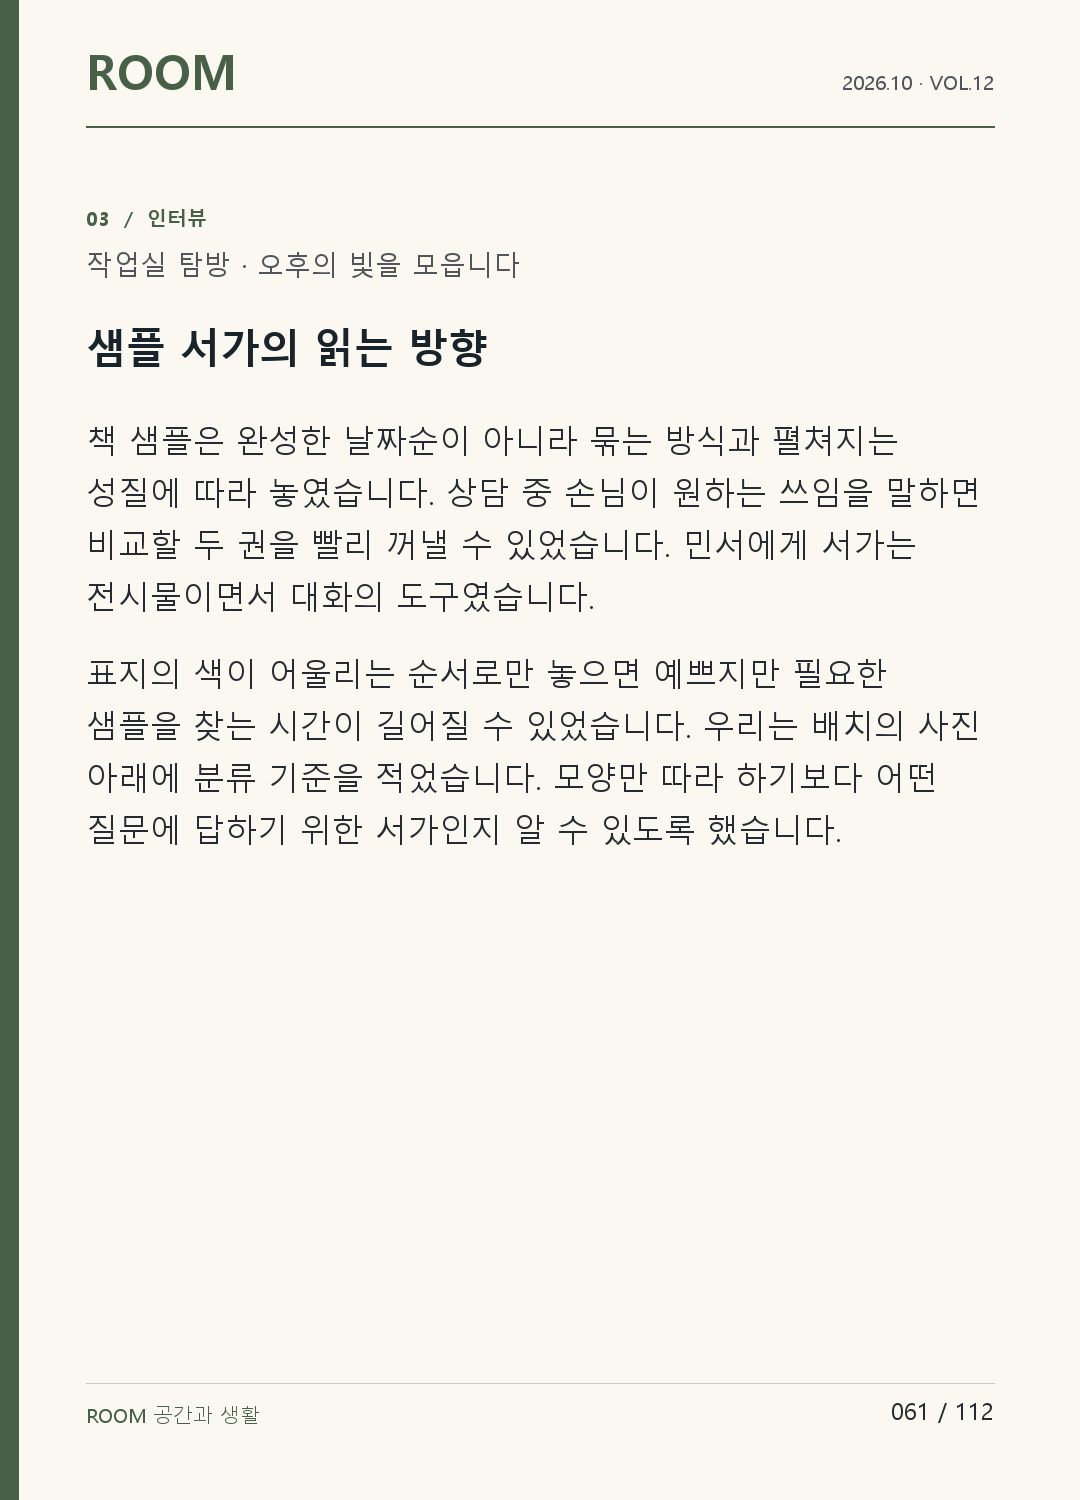 ROOM
2026.10 · VOL.12
03 / 인터뷰
작업실 탐방 · 오후의 빛을 모읍니다
샘플 서가의 읽는 방향
책 샘플은 완성한 날짜순이 아니라 묶는 방식과 펼쳐지는
성질에 따라 놓였습니다. 상담 중 손님이 원하는 쓰임을 말하면
비교할 두 권을 빨리 꺼낼 수 있었습니다. 민서에게 서가는
전시물이면서 대화의 도구였습니다.
표지의 색이 어울리는 순서로만 놓으면 예쁘지만 필요한
샘플을 찾는 시간이 길어질 수 있었습니다. 우리는 배치의 사진
아래에 분류 기준을 적었습니다. 모양만 따라 하기보다 어떤
질문에 답하기 위한 서가인지 알 수 있도록 했습니다.
ROOM 공간과 생활
061 / 112